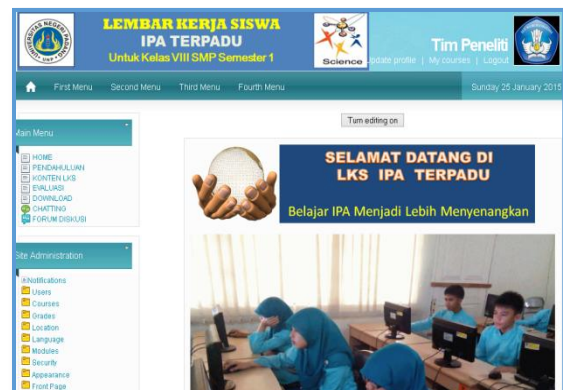 LEMBAR KERJA SISWA
IPA TERPADU
Untuk Kelas VIII SMP Semester 1
Science
Tim Peneliti
Update profile | My courses | Logout
First Menu Second Menu Third Menu Fourth Menu
Sunday 25 January 2015
Turn editing on
Main Menu
HOME
PENDAHULUAN
KONTEN LKS
EVALUASI
DOWNLOAD
CHATTING
FORUM DISKUSI
SELAMAT DATANG DI
LKS IPA TERPADU
Belajar IPA Menjadi Lebih Menyenangkan
Site Administration
Notifications
Users
Courses
Grades
Location
Language
Modules
Security
Appearance
Front Page